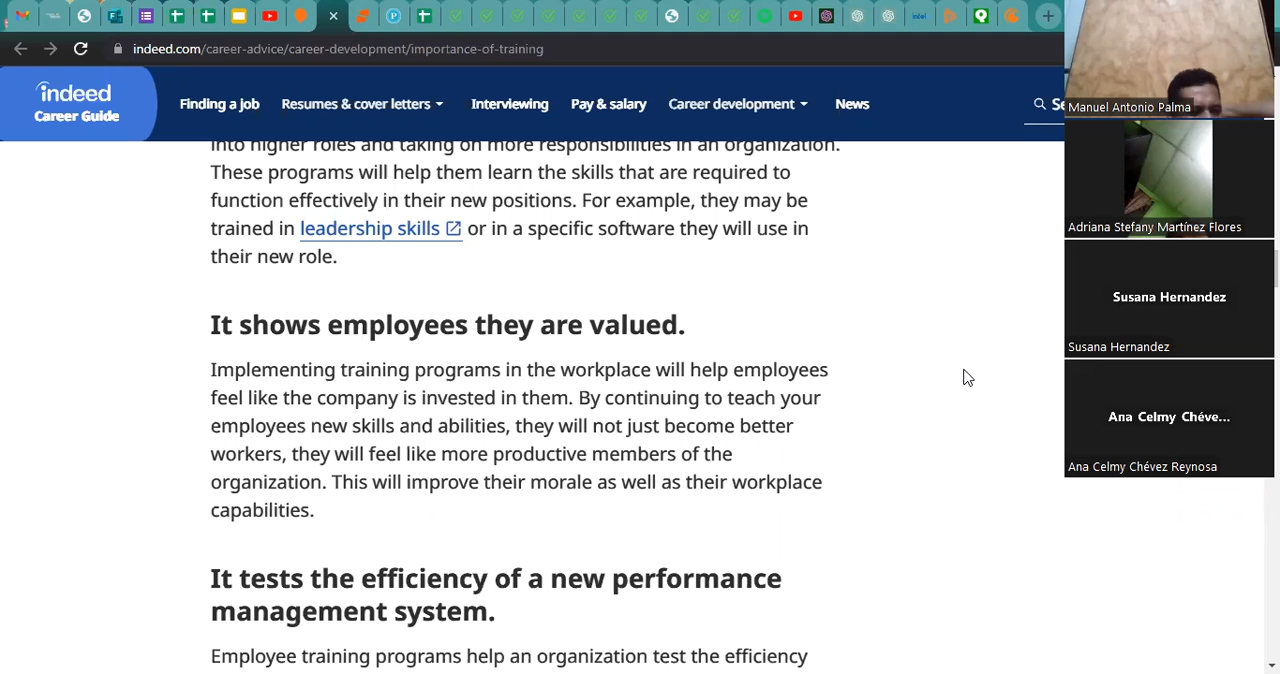 indeed.com/career-advice/career-development/importance-of-training
indeed
Career Guide
Finding a job Resumes & cover letters Interviewing Pay & salary Career development News
into higher roles and taking on more responsibilities in an organization.
These programs will help them learn the skills that are required to
function effectively in their new positions. For example, they may be
trained in leadership skills or in a specific software they will use in
their new role.
It shows employees they are valued.
Implementing training programs in the workplace will help employees
feel like the company is invested in them. By continuing to teach your
employees new skills and abilities, they will not just become better
workers, they will feel like more productive members of the
organization. This will improve their morale as well as their workplace
capabilities.
It tests the efficiency of a new performance
management system.
Employee training programs help an organization test the efficiency
Manuel Antonio Palma
Adriana Stefany Martínez Flores
Susana Hernandez
Susana Hernandez
Ana Celmy Chéve...
Ana Celmy Chévez Reynosa